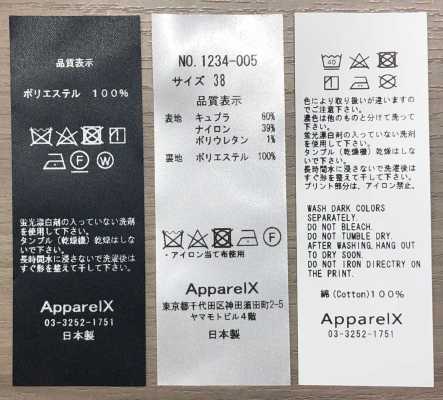 品質表示
ポリエステル 100%
蛍光漂白剤の入っていない洗剤
を使用して下さい。
タンブル(乾燥機)乾燥はしな
いで下さい。
長時間水に浸さないで洗濯後は
すぐ形を整えて干して下さい。
ApparelX
03-3252-1751
日本製
NO.1234-005
サイズ 38
品質表示
表地 キュプラ 60%
ナイロン 39%
ポリウレタン 1%
裏地 ポリエステル 100%
・アイロン当て布使用
ApparelX
東京都千代田区神田須田町2-5
ヤマモトビル4階
日本製
40
色により取り扱いが違いますの
でご注意下さい。
濃色は他のものと分けて洗って
下さい。
蛍光漂白剤の入っていない洗剤
を使用して下さい。
タンブル(乾燥機)乾燥はしな
いで下さい。
長時間水に浸さないで洗濯後は
すぐ形を整えて干して下さい。
プリント部分は、アイロン禁止。
WASH DARK COLORS
SEPARATELY.
DO NOT BLEACH.
DO NOT TUMBLE DRY.
AFTER WASHING,HANG OUT
TO DRY SOON.
DO NOT IRON DIRECTRY ON
THE PRINT.
綿(Cotton)100%
ApparelX
03-3252-1751
日本製